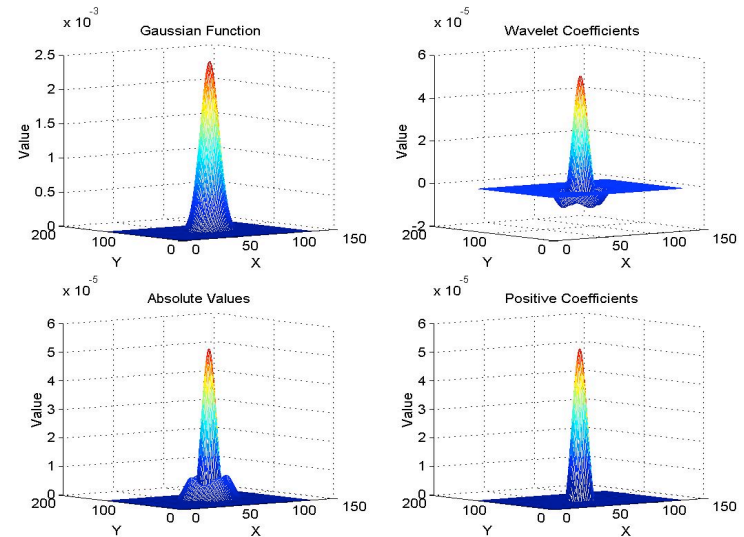 x 10^-3
Gaussian Function
2.5
2
1.5
1
0.5
0
Value
200
100
0
Y
0
50
100
150
X
x 10^-5
Wavelet Coefficients
6
4
2
0
-2
Value
200
100
0
Y
0
50
100
150
X
x 10^-5
Absolute Values
6
5
4
3
2
1
0
Value
200
100
0
Y
0
50
100
150
X
x 10^-5
Positive Coefficients
6
5
4
3
2
1
0
Value
200
100
0
Y
0
50
100
150
X